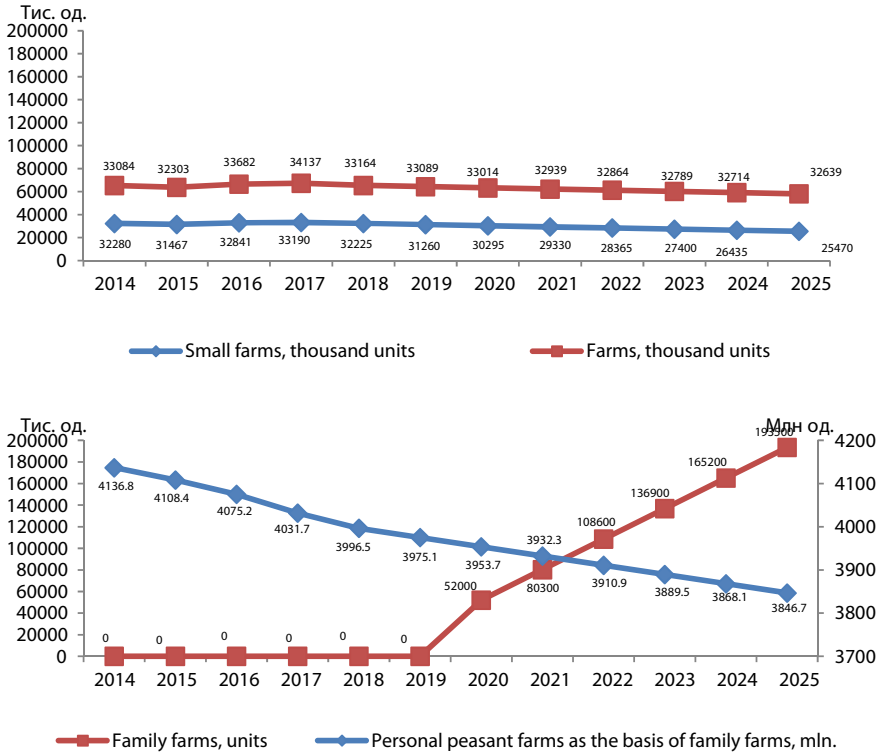 Тис. од.
200000
180000
160000
140000
120000
100000
80000
60000
40000
20000
0
33084 32303 33682 34137 33164 33089 33014 32939 32864 32789 32714 32639
32280 31467 32841 33190 32225 31260 30295 29330 28365 27400 26435 25470
2014 2015 2016 2017 2018 2019 2020 2021 2022 2023 2024 2025
Small farms, thousand units Farms, thousand units
Тис. од. Млн од.
200000
180000
160000
140000
120000
100000
80000
60000
40000
20000
0
4136.8 4108.4 4075.2 4031.7 3996.5 3975.1 3953.7 3932.3 3910.9 3889.5 3868.1 3846.7
0 0 0 0 0 0 52000 80300 108600 136900 165200 193500
4200
4100
4000
3900
3800
3700
2014 2015 2016 2017 2018 2019 2020 2021 2022 2023 2024 2025
Family farms, units Personal peasant farms as the basis of family farms, mln.